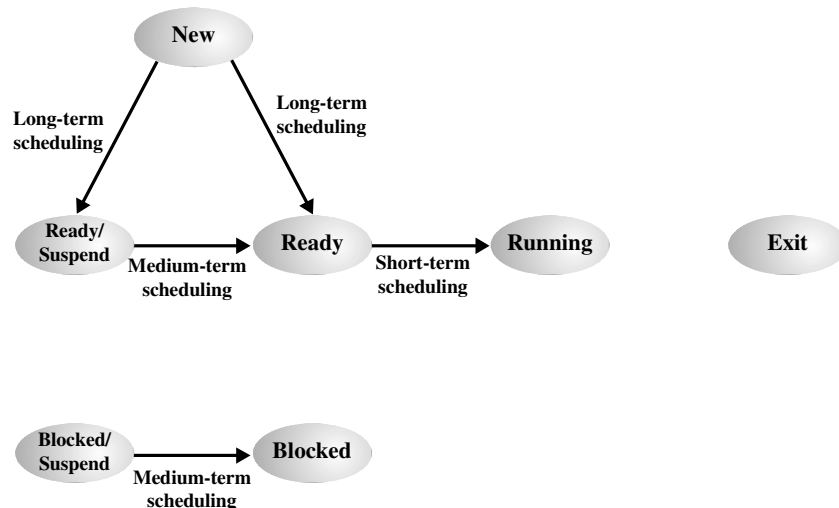 New
Long-term
scheduling
Long-term
scheduling
Ready/
Suspend
Ready
Running
Exit
Medium-term
scheduling
Short-term
scheduling
Blocked/
Suspend
Blocked
Medium-term
scheduling